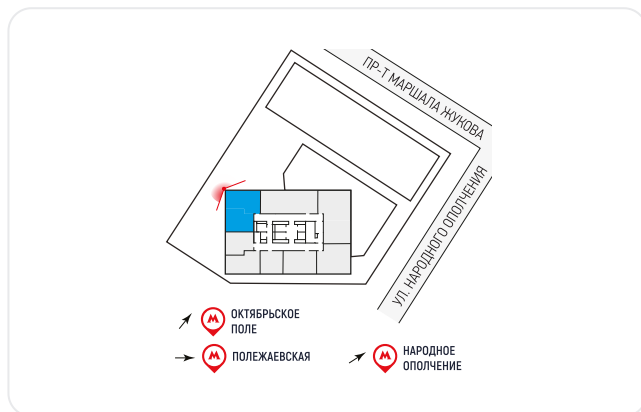 ПР-Т МАРШАЛА ЖУКОВА
УЛ. НАРОДНОГО ОПОЛЧЕНИЯ
М ОКТЯБРЬСКОЕ
ПОЛЕ
М ПОЛЕЖАЕВСКАЯ
М НАРОДНОЕ
ОПОЛЧЕНИЕ